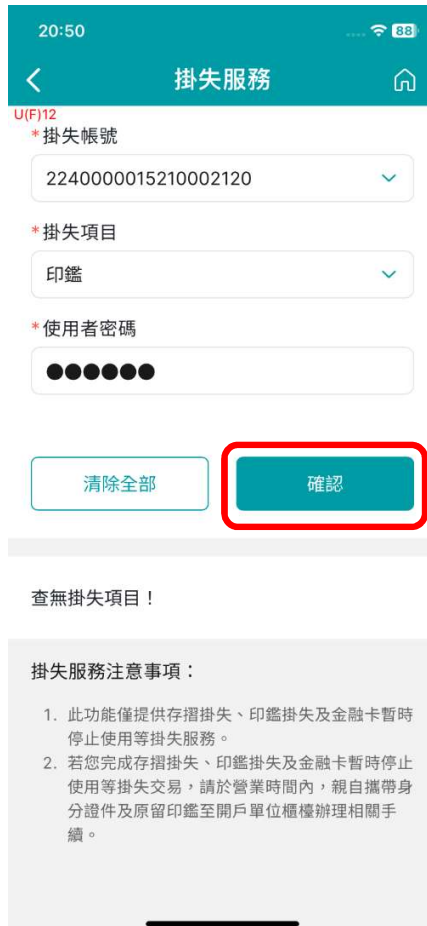 20:50
88
掛失服務
U(F)12
*掛失帳號
2240000015210002120
*掛失項目
印鑑
*使用者密碼
●●●●●●
清除全部
確認
查無掛失項目！
掛失服務注意事項：
1. 此功能僅提供存摺掛失、印鑑掛失及金融卡暫時
停止使用等掛失服務。
2. 若您完成存摺掛失、印鑑掛失及金融卡暫時停止
使用等掛失交易，請於營業時間內，親自攜帶身
分證件及原留印鑑至開戶單位櫃檯辦理相關手
續。